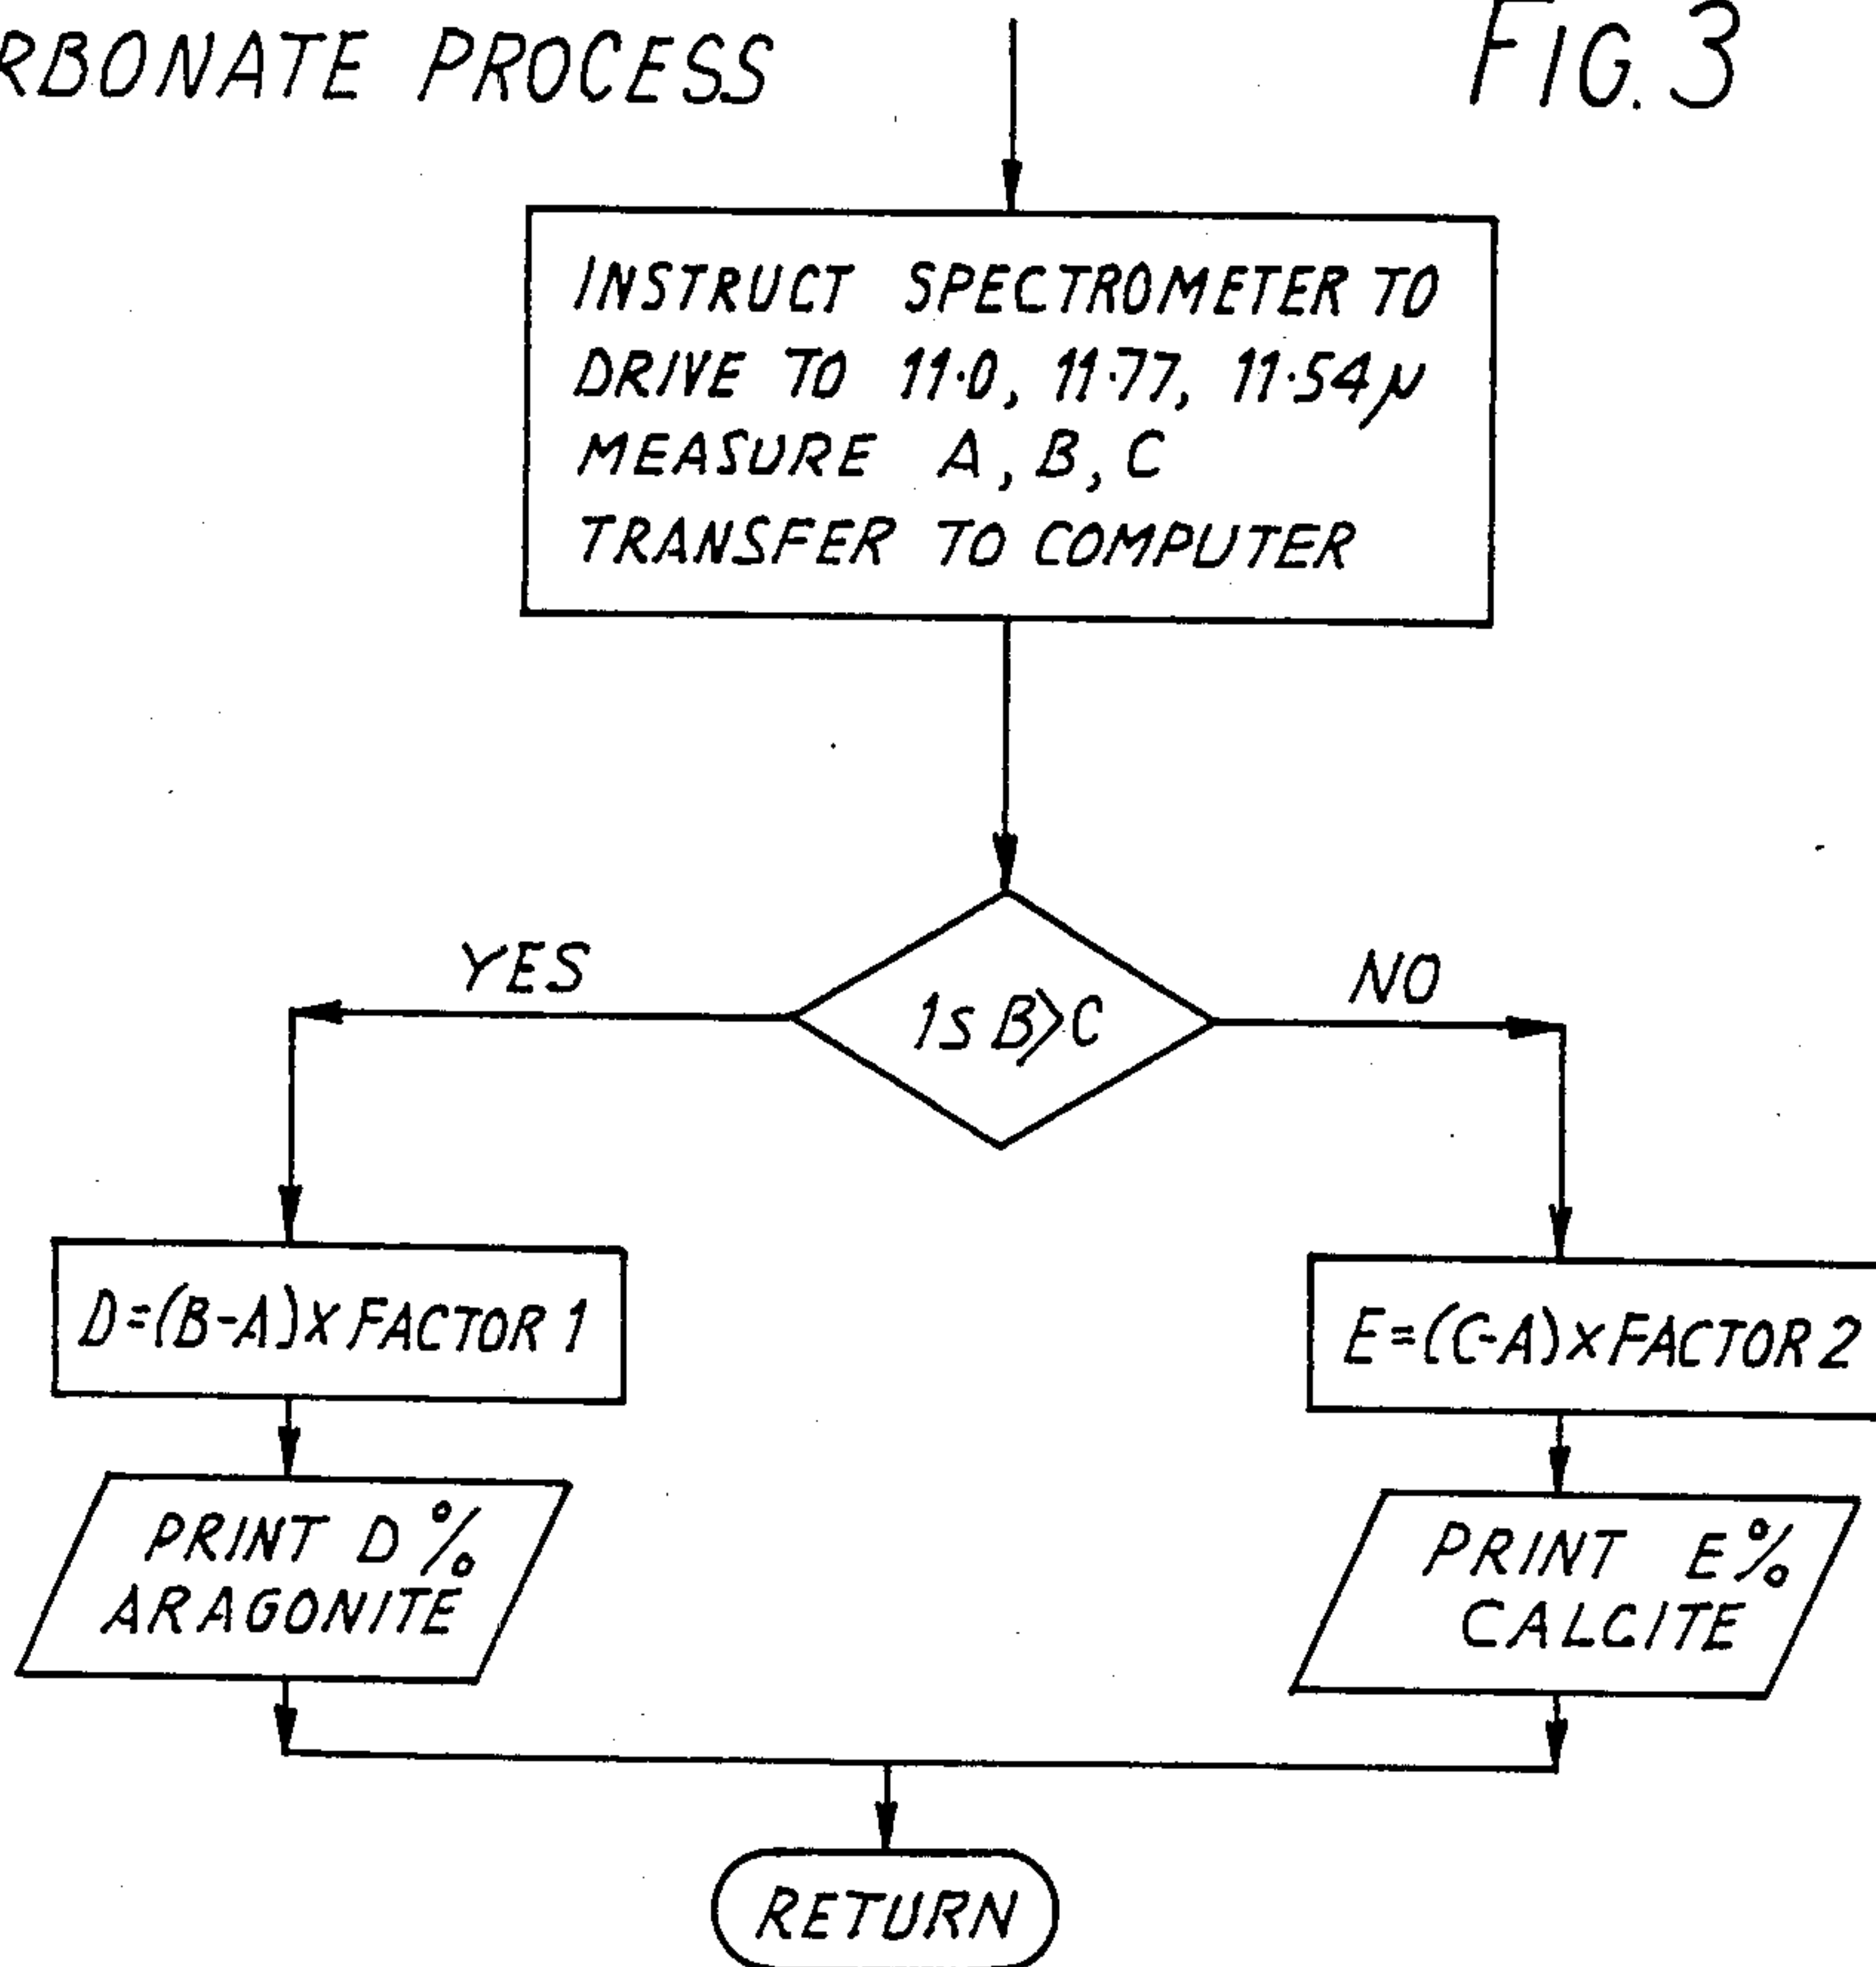 RBONATE PROCESS
FIG. 3
INSTRUCT SPECTROMETER TO
DRIVE TO 11·0, 11·77, 11·54μ
MEASURE A, B, C
TRANSFER TO COMPUTER
YES
1S B>C
NO
D=(B-A)x FACTOR 1
E=(C-A)x FACTOR 2
PRINT D%
ARAGONITE
PRINT E%
CALCITE
RETURN